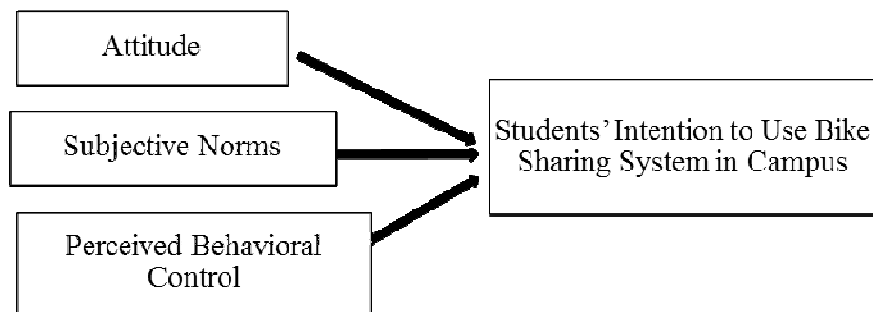 Attitude
Subjective Norms
Perceived Behavioral
Control
Students’ Intention to Use Bike
Sharing System in Campus